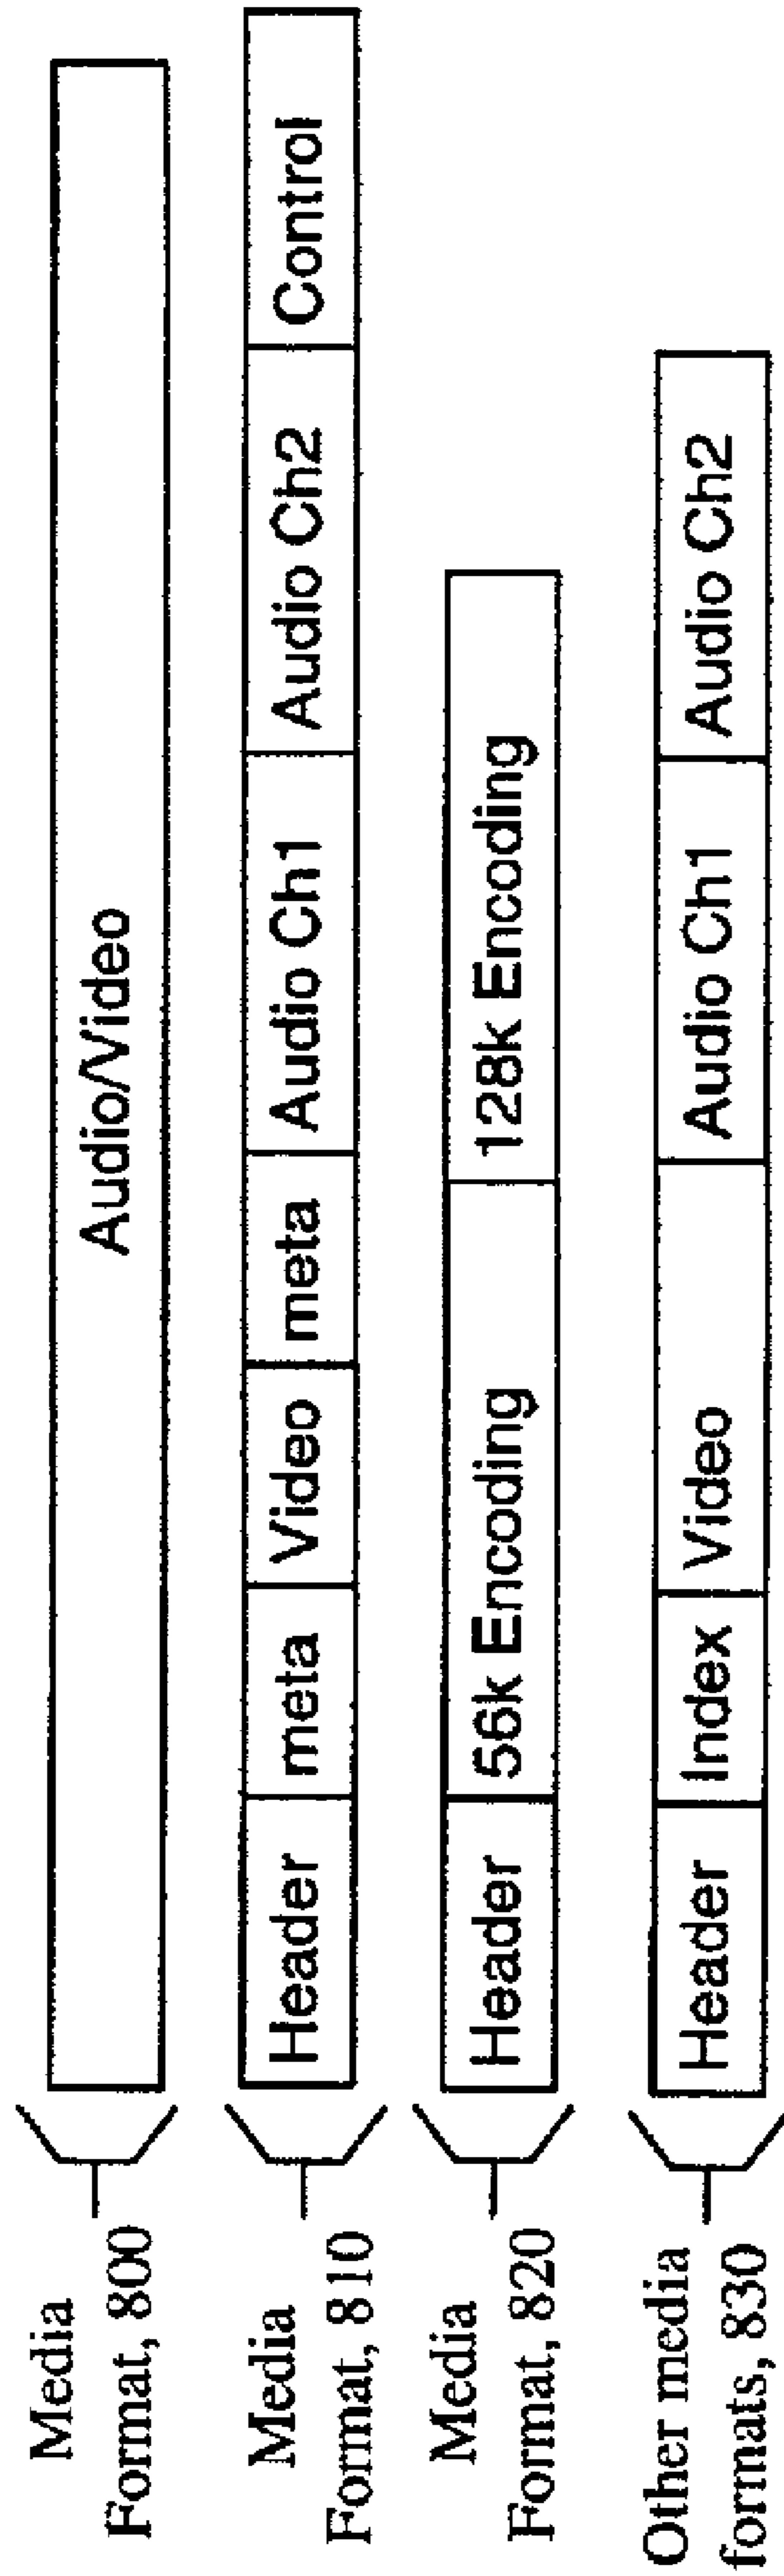 Media
Format, 800
Audio/Video
Media
Format, 810
Header
meta
Video
meta
Audio Ch1
Audio Ch2
Control
Media
Format, 820
Header
56k Encoding
128k Encoding
Other media
formats, 830
Header
Index
Video
Audio Ch1
Audio Ch2